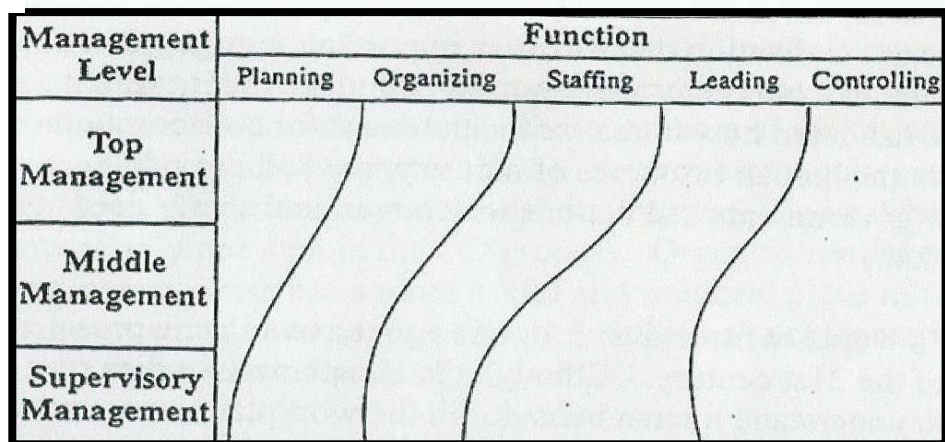 Management Level
Function
Planning Organizing Staffing Leading Controlling
Top
Management
Middle
Management
Supervisory
Management